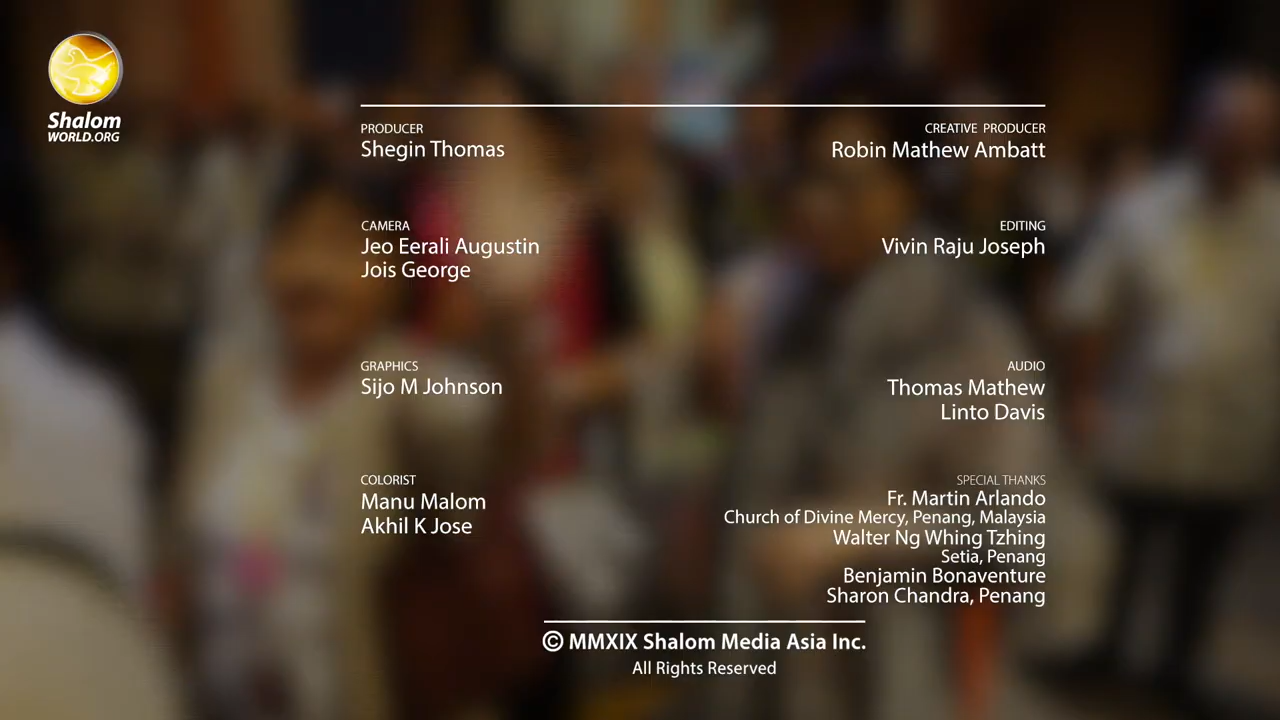 Shalom
WORLD.ORG
PRODUCER
Shegin Thomas
CREATIVE PRODUCER
Robin Mathew Ambatt
CAMERA
Jeo Eerali Augustin
Jois George
EDITING
Vivin Raju Joseph
GRAPHICS
Sijo M Johnson
AUDIO
Thomas Mathew
Linto Davis
COLORIST
Manu Malom
Akhil K Jose
SPECIAL THANKS
Fr. Martin Arlando
Church of Divine Mercy, Penang, Malaysia
Walter Ng Whing Tzhing
Setia, Penang
Benjamin Bonaventure
Sharon Chandra, Penang
© MMXIX Shalom Media Asia Inc.
All Rights Reserved